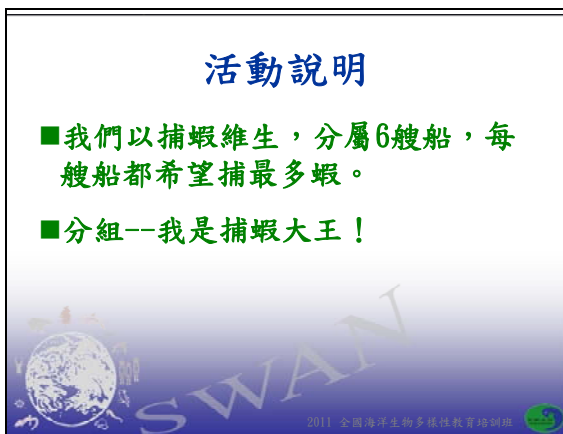 活動說明
■我們以捕蝦維生，分屬6艘船，每
艘船都希望捕最多蝦。
■分組--我是捕蝦大王！
SWAN
2011 全國海洋生物多樣性教育培訓班